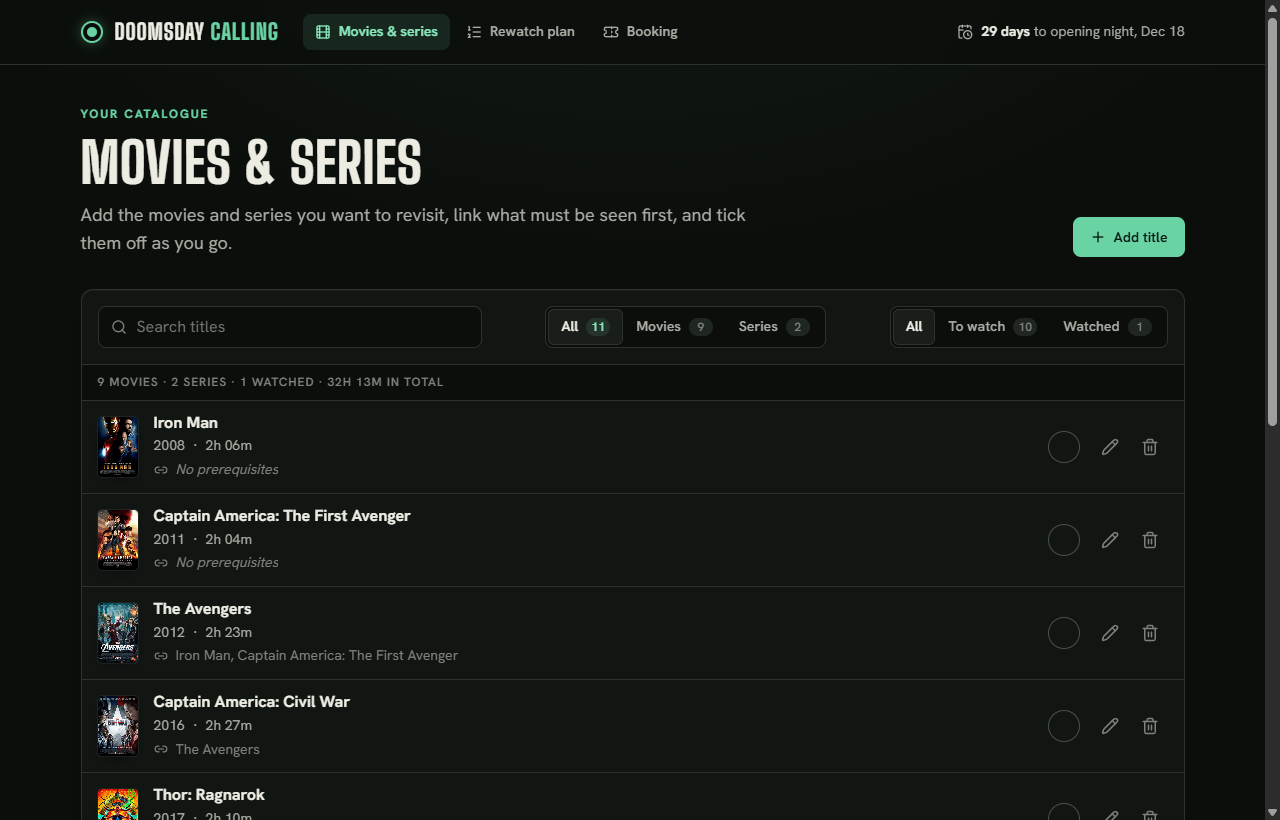 DOOMSDAY CALLING
Movies & series
Rewatch plan
Booking
29 days to opening night, Dec 18
YOUR CATALOGUE
MOVIES & SERIES
Add the movies and series you want to revisit, link what must be seen first, and tick
them off as you go.
+ Add title
Search titles
All 11
Movies 9
Series 2
All
To watch 10
Watched 1
9 MOVIES · 2 SERIES · 1 WATCHED · 32H 13M IN TOTAL
Iron Man
2008 · 2h 06m
No prerequisites
Captain America: The First Avenger
2011 · 2h 04m
No prerequisites
The Avengers
2012 · 2h 23m
Iron Man, Captain America: The First Avenger
Captain America: Civil War
2016 · 2h 27m
The Avengers
Thor: Ragnarok
2017 · 2h 10m